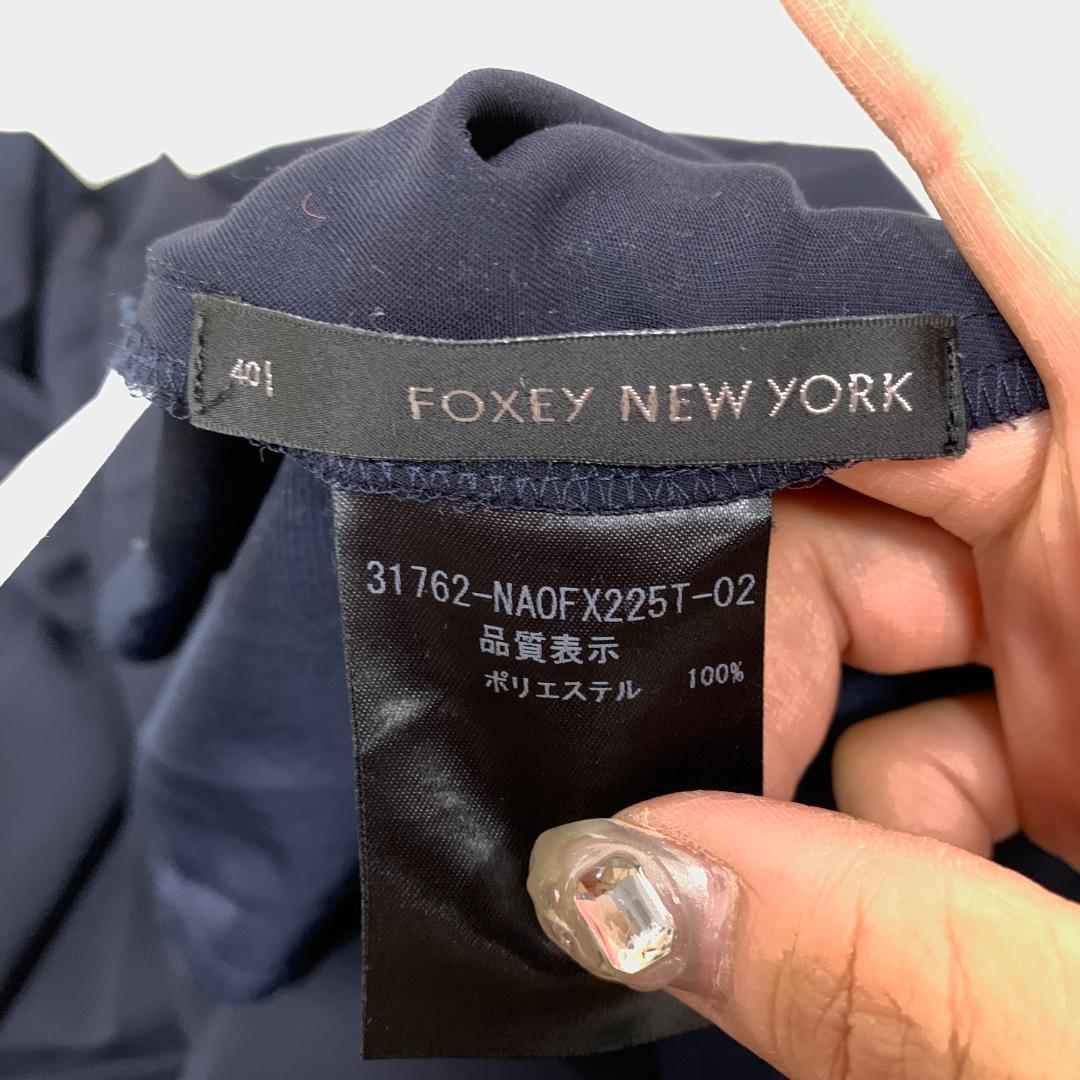 40
FOXEY NEW YORK
31762-NAOFX225T-02
品質表示
ポリエステル 100%